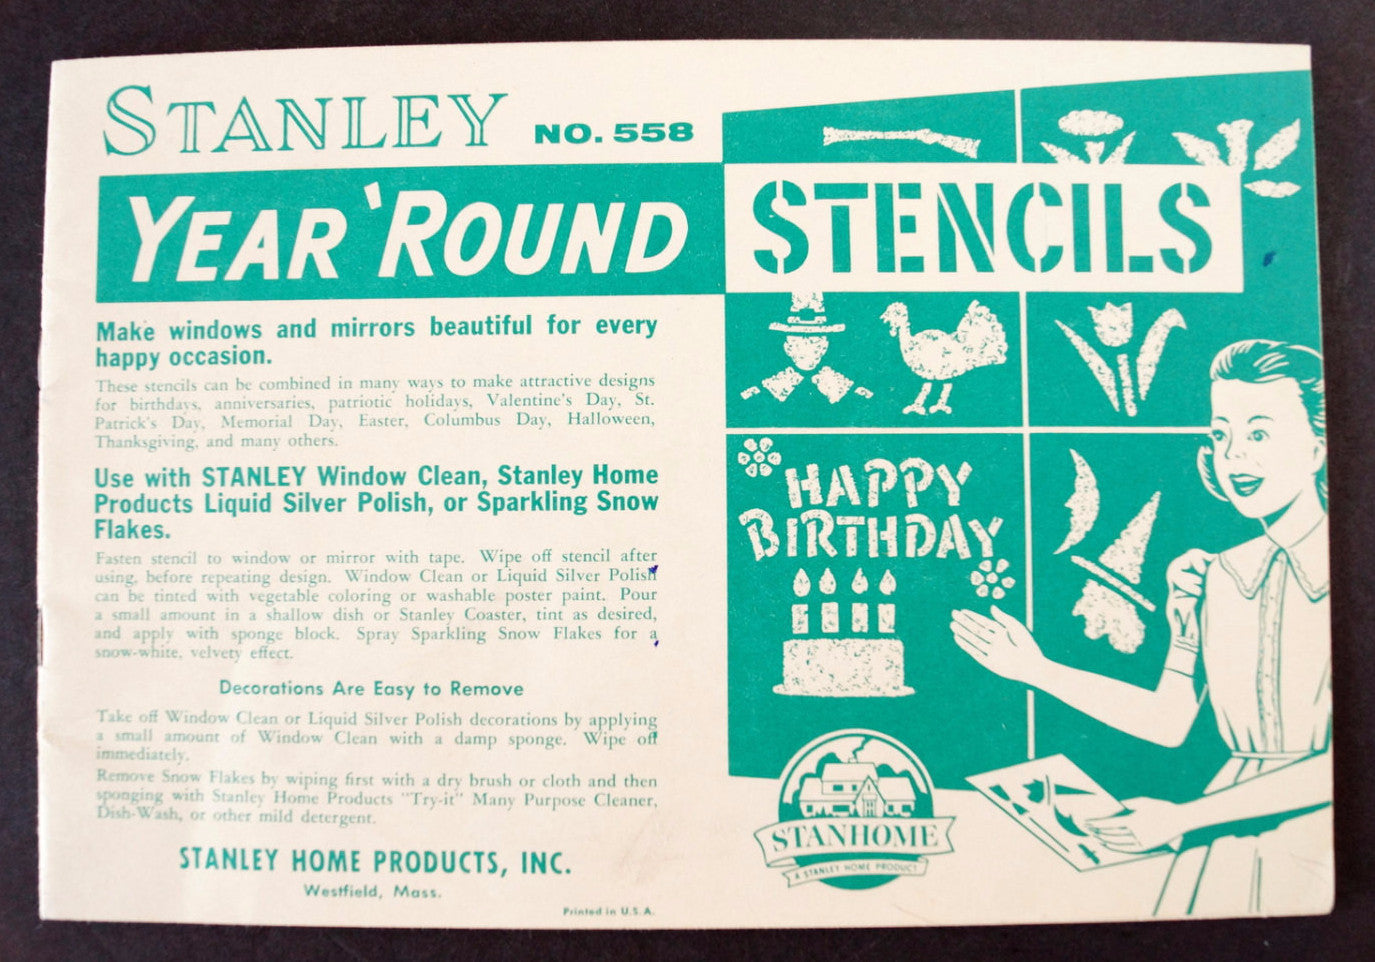 STANLEY NO. 558
YEAR 'ROUND STENCILS
Make windows and mirrors beautiful for every
happy occasion.
These stencils can be combined in many ways to make attractive designs
for birthdays, anniversaries, patriotic holidays, Valentine's Day, St.
Patrick's Day, Memorial Day, Easter, Columbus Day, Halloween,
Thanksgiving, and many others.
Use with STANLEY Window Clean, Stanley Home
Products Liquid Silver Polish, or Sparkling Snow
Flakes.
Fasten stencil to window or mirror with tape. Wipe off stencil after
using, before repeating design. Window Clean or Liquid Silver Polish
can be tinted with vegetable coloring or washable poster paint. Pour
a small amount in a shallow dish or Stanley Coaster, tint as desired,
and apply with sponge block. Spray Sparkling Snow Flakes for a
snow-white, velvety effect.
Decorations Are Easy to Remove
Take off Window Clean or Liquid Silver Polish decorations by applying
a small amount of Window Clean with a damp sponge. Wipe off
immediately.
Remove Snow Flakes by wiping first with a dry brush or cloth and then
sponging with Stanley Home Products "Try-it" Many Purpose Cleaner,
Dish-Wash, or other mild detergent.
STANLEY HOME PRODUCTS, INC.
Westfield, Mass.
Printed in U.S.A.
HAPPY
BIRTHDAY
STANHOME
A STANLEY HOME PRODUCT